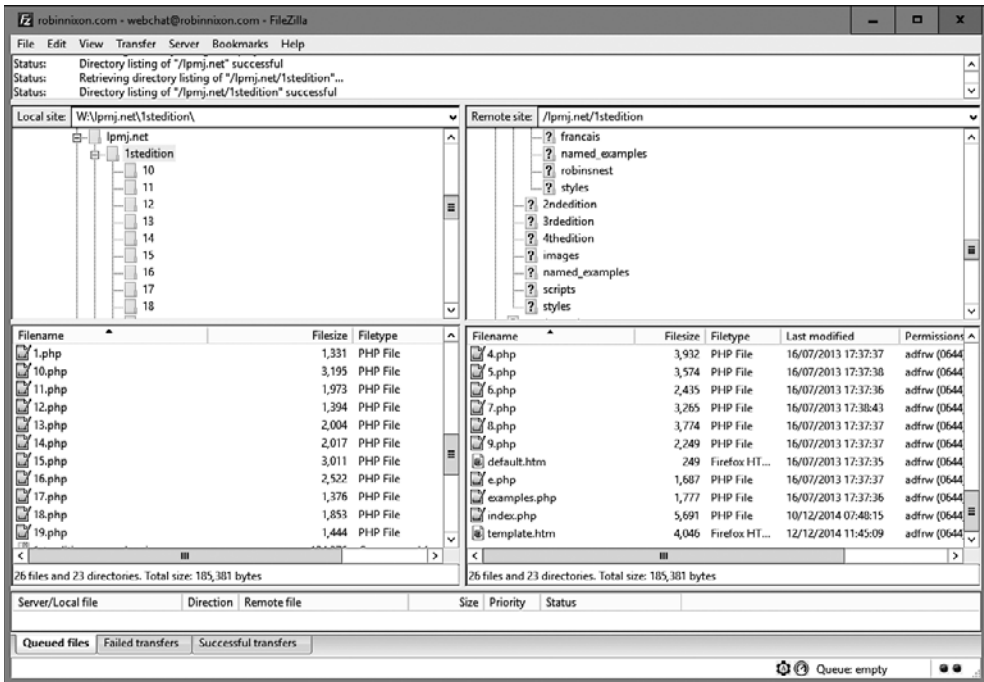 robinnixon.com - webchat@robinnixon.com - FileZilla
File Edit View Transfer Server Bookmarks Help
Status: Directory listing of "/lpmj.net" successful
Status: Retrieving directory listing of "/lpmj.net/1stedition"...
Status: Directory listing of "/lpmj.net/1stedition" successful
Local site: W:\lpmj.net\1stedition\
lpmj.net
1stedition
10
11
12
13
14
15
16
17
18
Remote site: /lpmj.net/1stedition
francais
named_examples
robinsnest
styles
2ndedition
3rdedition
4thedition
images
named_examples
scripts
styles
Filename Filesize Filetype
1.php 1,331 PHP File
10.php 3,195 PHP File
11.php 1,973 PHP File
12.php 1,394 PHP File
13.php 2,004 PHP File
14.php 2,017 PHP File
15.php 3,011 PHP File
16.php 2,522 PHP File
17.php 1,376 PHP File
18.php 1,853 PHP File
19.php 1,444 PHP File
26 files and 23 directories. Total size: 185,381 bytes
Filename Filesize Filetype Last modified Permissions
4.php 3,932 PHP File 16/07/2013 17:37:37 adfrw (0644
5.php 3,574 PHP File 16/07/2013 17:37:38 adfrw (0644
6.php 2,435 PHP File 16/07/2013 17:37:36 adfrw (0644
7.php 3,265 PHP File 16/07/2013 17:38:43 adfrw (0644
8.php 3,774 PHP File 16/07/2013 17:37:37 adfrw (0644
9.php 2,249 PHP File 16/07/2013 17:37:37 adfrw (0644
default.htm 249 Firefox HT... 16/07/2013 17:37:35 adfrw (0644
e.php 1,687 PHP File 16/07/2013 17:37:37 adfrw (0644
examples.php 1,777 PHP File 16/07/2013 17:37:36 adfrw (0644
index.php 5,691 PHP File 10/12/2014 07:48:15 adfrw (0644
template.htm 4,046 Firefox HT... 12/12/2014 11:45:09 adfrw (0644
26 files and 23 directories. Total size: 185,381 bytes
Server/Local file Direction Remote file Size Priority Status
Queued files Failed transfers Successful transfers
Queue: empty